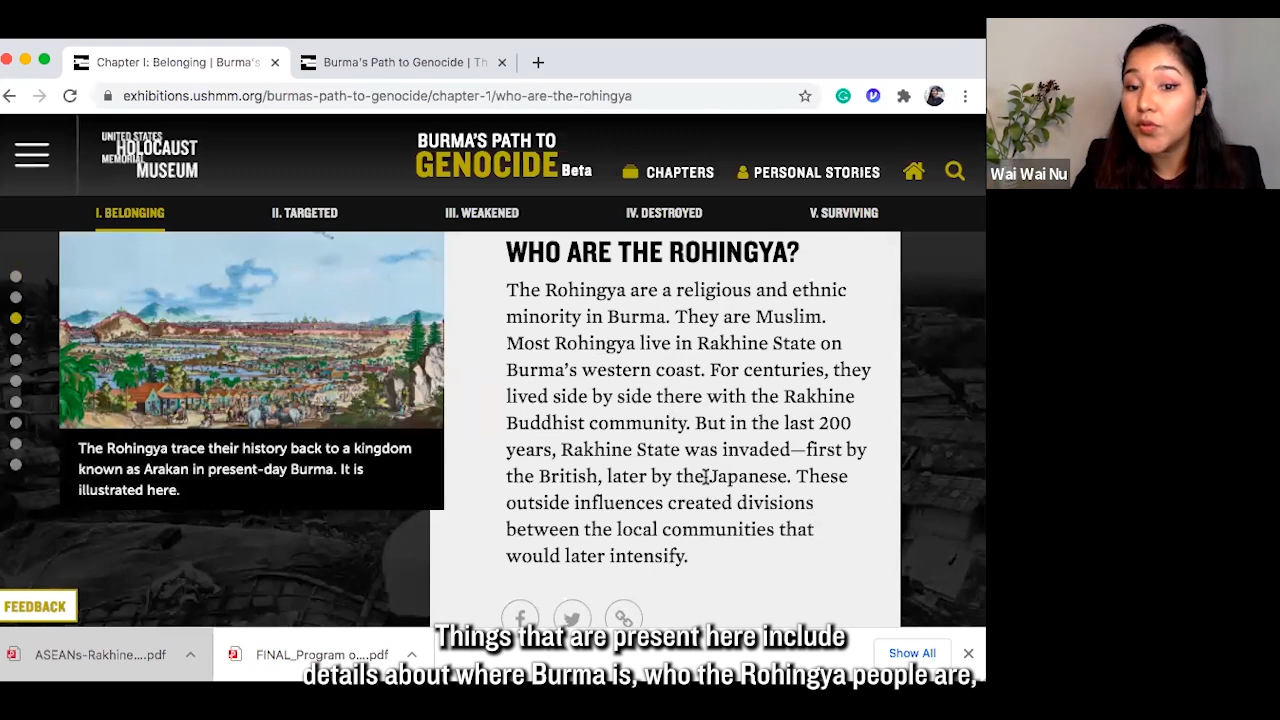 Chapter I: Belonging | Burma's
Burma's Path to Genocide | Th
exhibitions.ushmm.org/burmas-path-to-genocide/chapter-1/who-are-the-rohingya
UNITED STATES
HOLOCAUST
MEMORIAL
MUSEUM
BURMA'S PATH TO
GENOCIDE Beta
CHAPTERS
PERSONAL STORIES
Wai Wai Nu
I. BELONGING
II. TARGETED
III. WEAKENED
IV. DESTROYED
V. SURVIVING
The Rohingya trace their history back to a kingdom
known as Arakan in present-day Burma. It is
illustrated here.
WHO ARE THE ROHINGYA?
The Rohingya are a religious and ethnic
minority in Burma. They are Muslim.
Most Rohingya live in Rakhine State on
Burma's western coast. For centuries, they
lived side by side there with the Rakhine
Buddhist community. But in the last 200
years, Rakhine State was invaded—first by
the British, later by the Japanese. These
outside influences created divisions
between the local communities that
would later intensify.
FEEDBACK
ASEANs-Rakhine....pdf
FINAL_Program o....pdf
Show All
Things that are present here include
details about where Burma is, who the Rohingya people are,